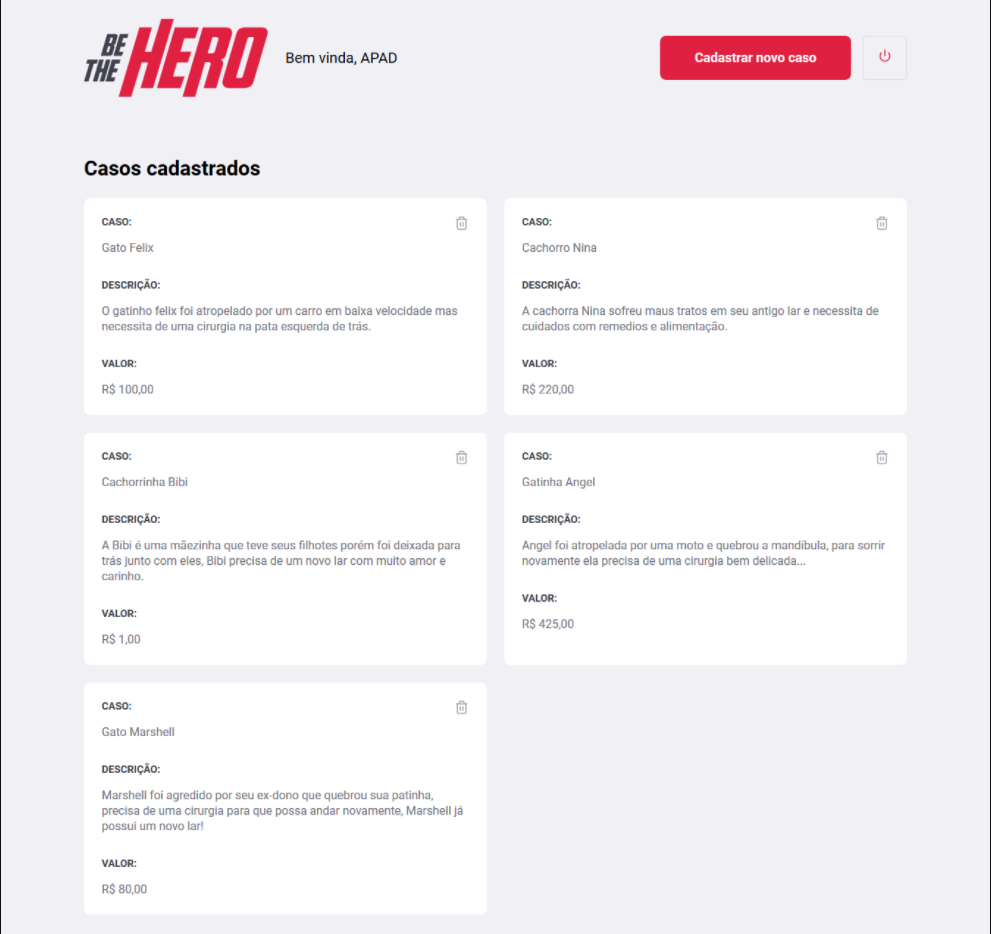 BE
THE HERO
Bem vinda, APAD
Cadastrar novo caso
Casos cadastrados
CASO:
Gato Felix
DESCRIÇÃO:
O gatinho felix foi atropelado por um carro em baixa velocidade mas
necessita de uma cirurgia na pata esquerda de trás.
VALOR:
R$ 100,00
CASO:
Cachorro Nina
DESCRIÇÃO:
A cachorra Nina sofreu maus tratos em seu antigo lar e necessita de
cuidados com remedios e alimentação.
VALOR:
R$ 220,00
CASO:
Cachorrinha Bibi
DESCRIÇÃO:
A Bibi é uma mãezinha que teve seus filhotes porém foi deixada para
trás junto com eles, Bibi precisa de um novo lar com muito amor e
carinho.
VALOR:
R$ 1,00
CASO:
Gatinha Angel
DESCRIÇÃO:
Angel foi atropelada por uma moto e quebrou a mandíbula, para sorrir
novamente ela precisa de uma cirurgia bem delicada...
VALOR:
R$ 425,00
CASO:
Gato Marshell
DESCRIÇÃO:
Marshell foi agredido por seu ex-dono que quebrou sua patinha,
precisa de uma cirurgia para que possa andar novamente, Marshell já
possui um novo lar!
VALOR:
R$ 80,00